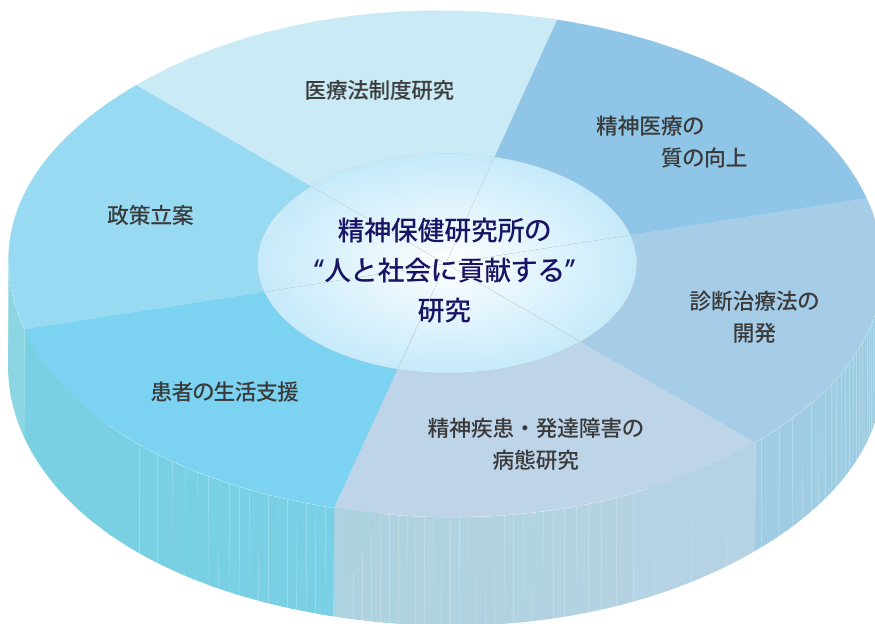 医療法制度研究
精神医療の
質の向上
政策立案
精神保健研究所の
“人と社会に貢献する”
研究
診断治療法の
開発
患者の生活支援
精神疾患・発達障害の
病態研究